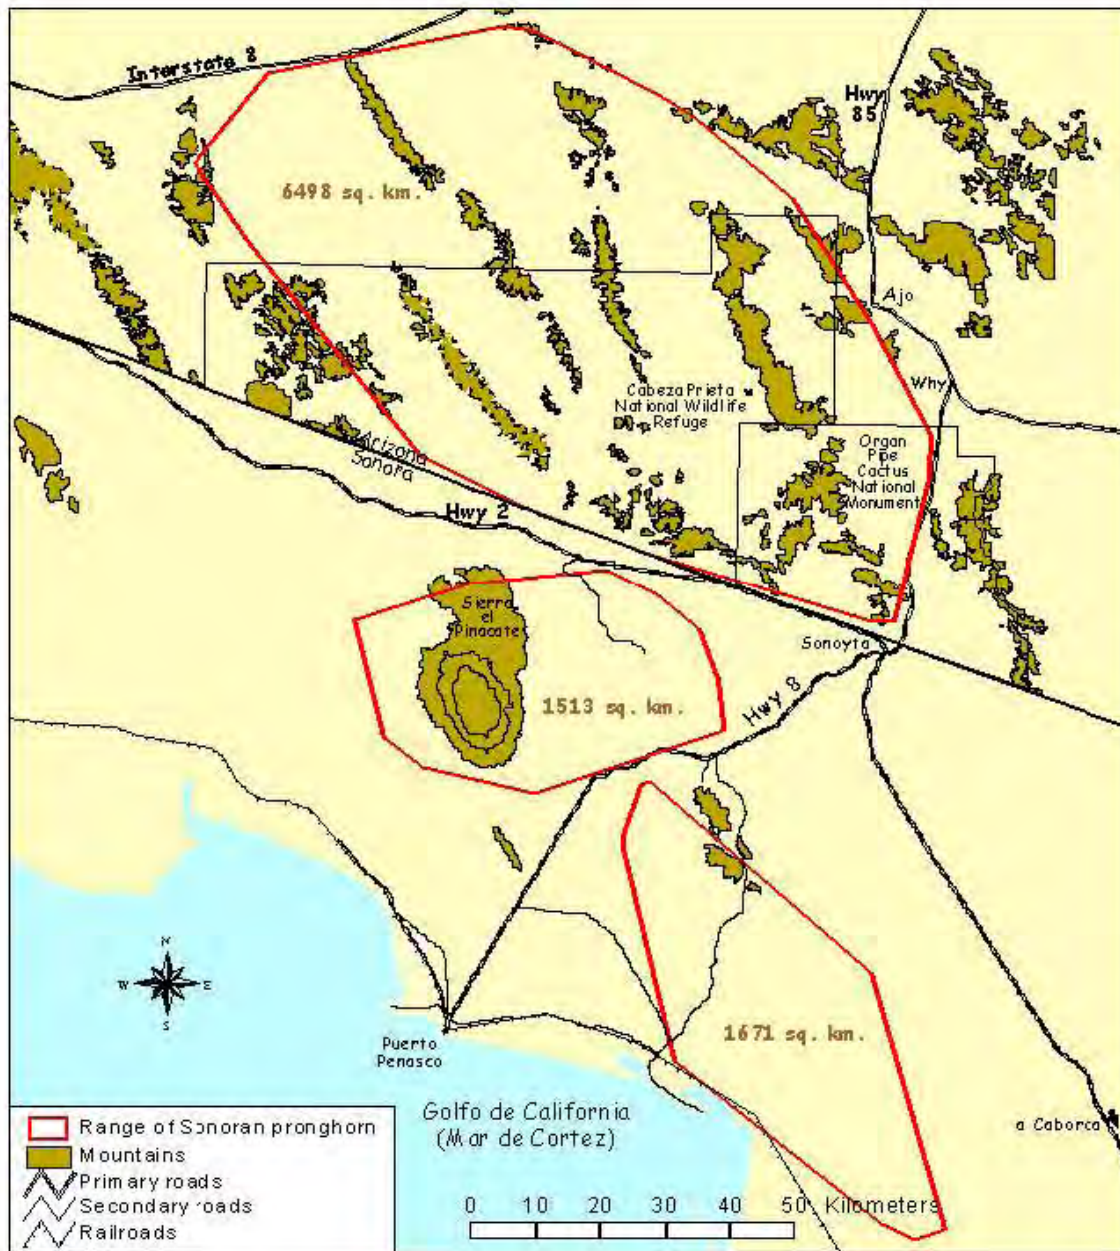 Interstate 8
Hwy
85
6498 sq. km.
Ajo
Why
Cabeza Prieta
National Wildlife
Refuge
Organ
Pipe
Cactus
National
Monument
Arizona
Sonora
Hwy 2
Sierra
el
Pinacate
Sonoyta
1513 sq. km.
Hwy 8
N
W E
S
1671 sq. km.
Puerto
Penasco
Golfo de California
(Mar de Cortez)
a Caborca
Range of Sonoran pronghorn
Mountains
Primary roads
Secondary roads
Railroads
0 10 20 30 40 50 Kilometers